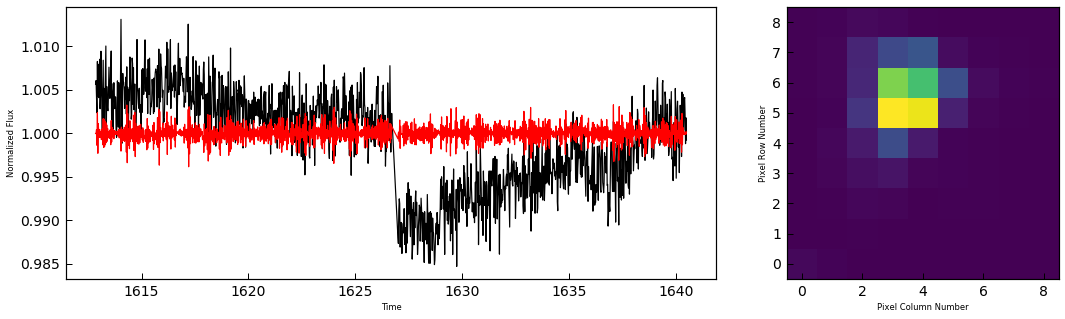 1.010
1.005
1.000
0.995
0.990
0.985
Normalized Flux
1615 1620 1625 1630 1635 1640
Time
8
7
6
5
4
3
2
1
0
Pixel Row Number
0 2 4 6 8
Pixel Column Number